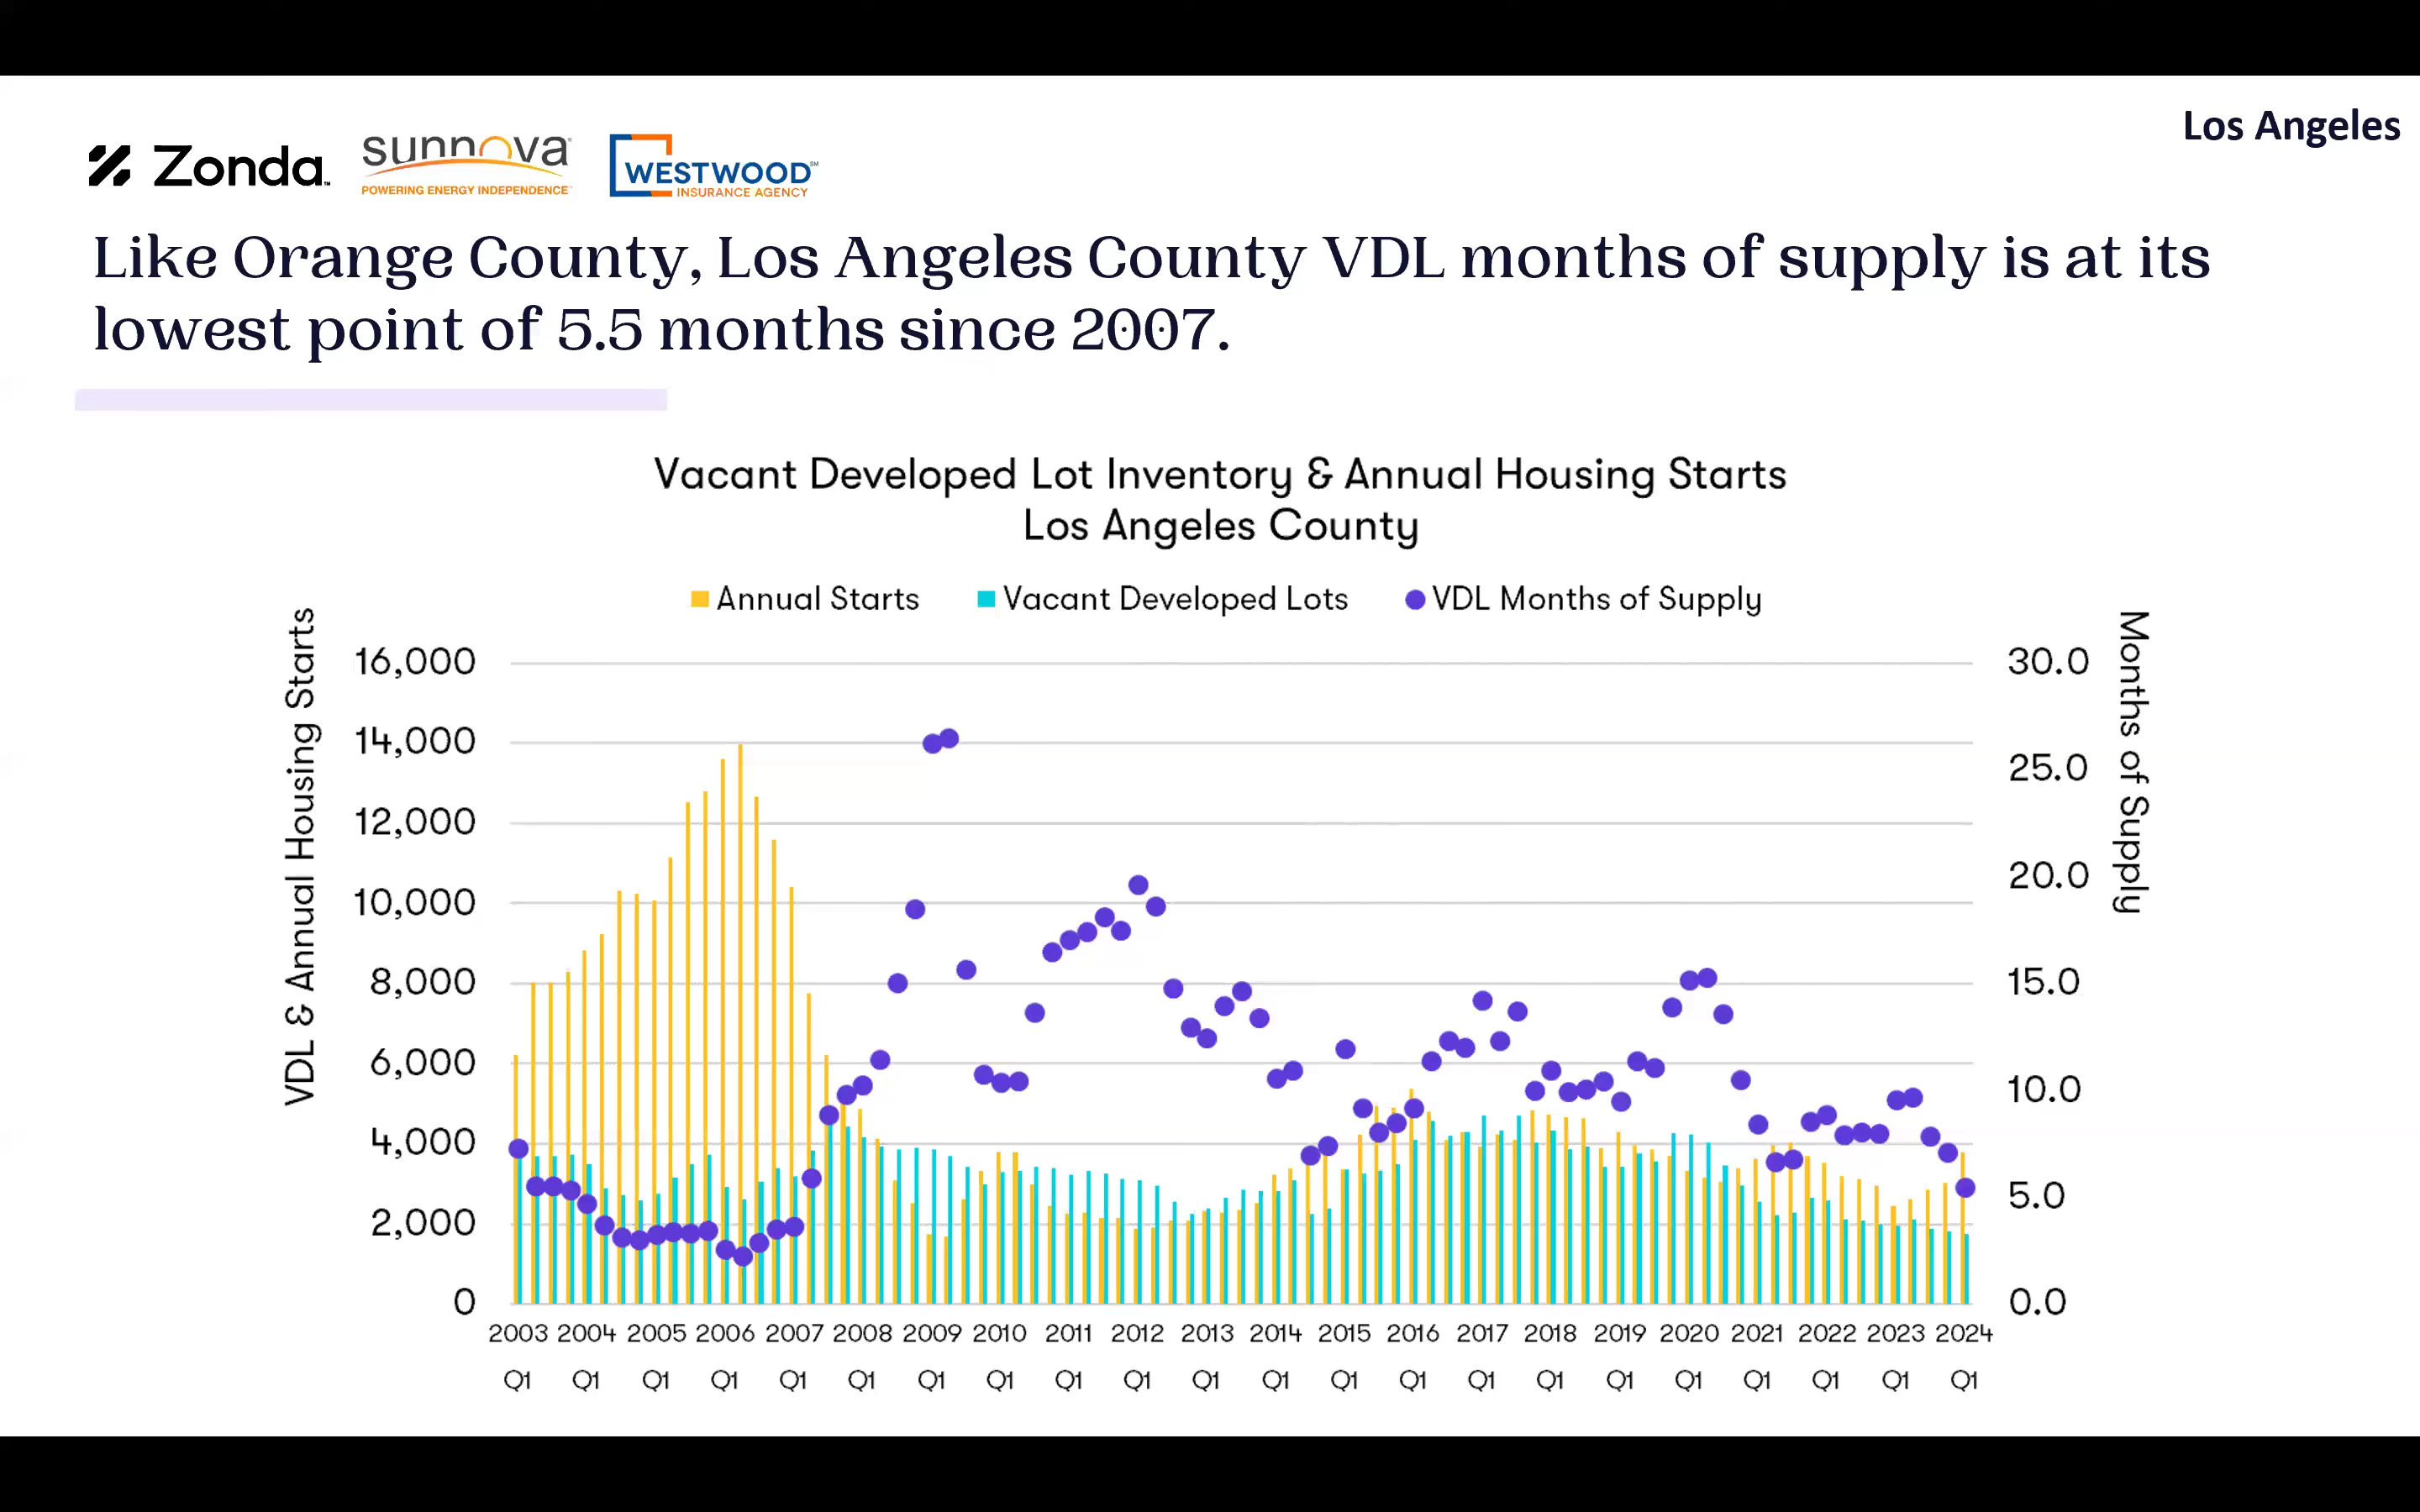 Los Angeles
Zonda™
sunnova
POWERING ENERGY INDEPENDENCE
WESTWOOD℠
INSURANCE AGENCY
Like Orange County, Los Angeles County VDL months of supply is at its
lowest point of 5.5 months since 2007.
Vacant Developed Lot Inventory & Annual Housing Starts
Los Angeles County
Annual Starts Vacant Developed Lots VDL Months of Supply
VDL & Annual Housing Starts
16,000
14,000
12,000
10,000
8,000
6,000
4,000
2,000
0
30.0
25.0
20.0
15.0
10.0
5.0
0.0
Months of Supply
2003 2004 2005 2006 2007 2008 2009 2010 2011 2012 2013 2014 2015 2016 2017 2018 2019 2020 2021 2022 2023 2024
Q1 Q1 Q1 Q1 Q1 Q1 Q1 Q1 Q1 Q1 Q1 Q1 Q1 Q1 Q1 Q1 Q1 Q1 Q1 Q1 Q1 Q1